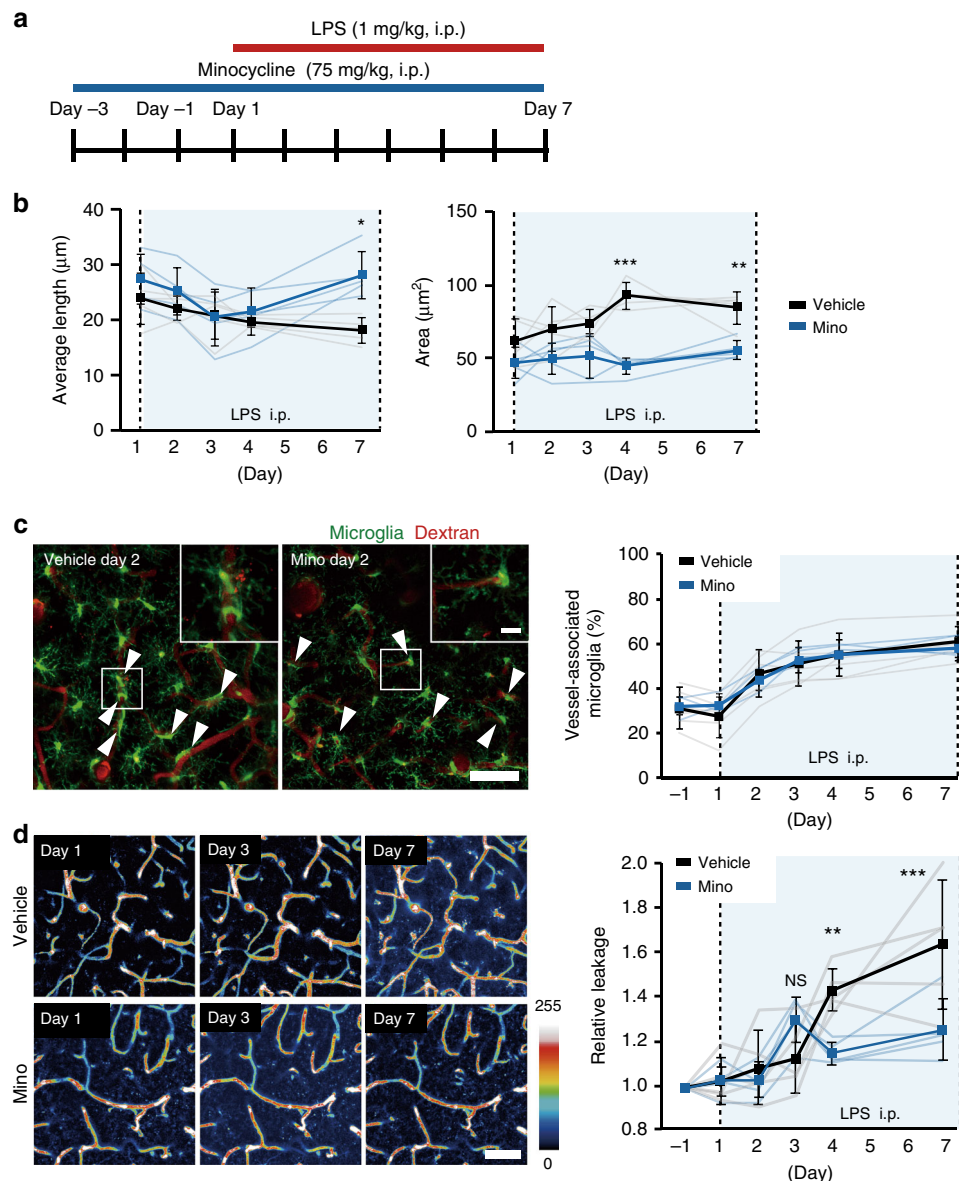 a
LPS (1 mg/kg, i.p.)
Minocycline (75 mg/kg, i.p.)
Day –3 Day –1 Day 1 Day 7
b
Average length (μm)
40
30
20
10
0
*
LPS i.p.
1 2 3 4 5 6 7
(Day)
Area (μm²)
150
100
50
0
***
**
LPS i.p.
1 2 3 4 5 6 7
(Day)
Vehicle
Mino
c
Microglia Dextran
Vehicle day 2
Mino day 2
Vessel-associated
microglia (%)
100
80
60
40
20
0
Vehicle
Mino
LPS i.p.
–1 1 2 3 4 5 6 7
(Day)
d
Vehicle
Day 1
Day 3
Day 7
Mino
Day 1
Day 3
Day 7
255
0
Relative leakage
2.0
1.8
1.6
1.4
1.2
1.0
0.8
Vehicle
Mino
NS
**
***
LPS i.p.
–1 1 2 3 4 5 6 7
(Day)